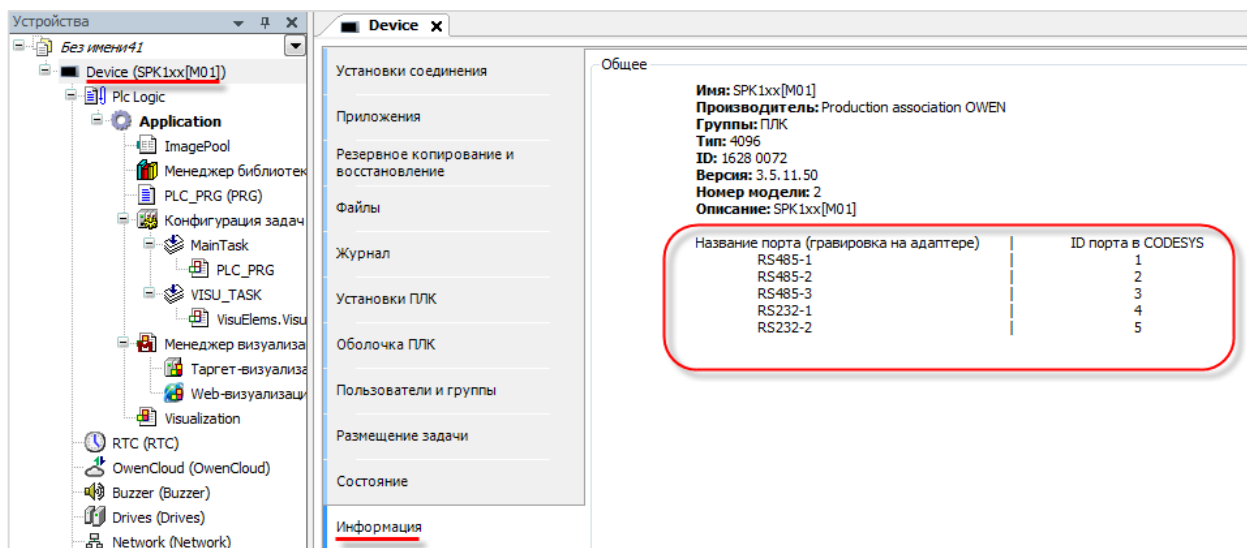 Устройства
Без имени41
Device (SPK1xx[M01])
Plc Logic
Application
ImagePool
Менеджер библиотек
PLC_PRG (PRG)
Конфигурация задач
MainTask
PLC_PRG
VISU_TASK
VisuElems.Visu
Менеджер визуализа
Таргет-визуализа
Web-визуализаци
Visualization
RTC (RTC)
OwenCloud (OwenCloud)
Buzzer (Buzzer)
Drives (Drives)
Network (Network)
Device
Установки соединения
Приложения
Резервное копирование и
восстановление
Файлы
Журнал
Установки ПЛК
Оболочка ПЛК
Пользователи и группы
Размещение задачи
Состояние
Информация
Общее
Имя: SPK1xx[M01]
Производитель: Production association OWEN
Группы: ПЛК
Тип: 4096
ID: 1628 0072
Версия: 3.5.11.50
Номер модели: 2
Описание: SPK1xx[M01]
Название порта (гравировка на адаптере) | ID порта в CODESYS
RS485-1 | 1
RS485-2 | 2
RS485-3 | 3
RS232-1 | 4
RS232-2 | 5